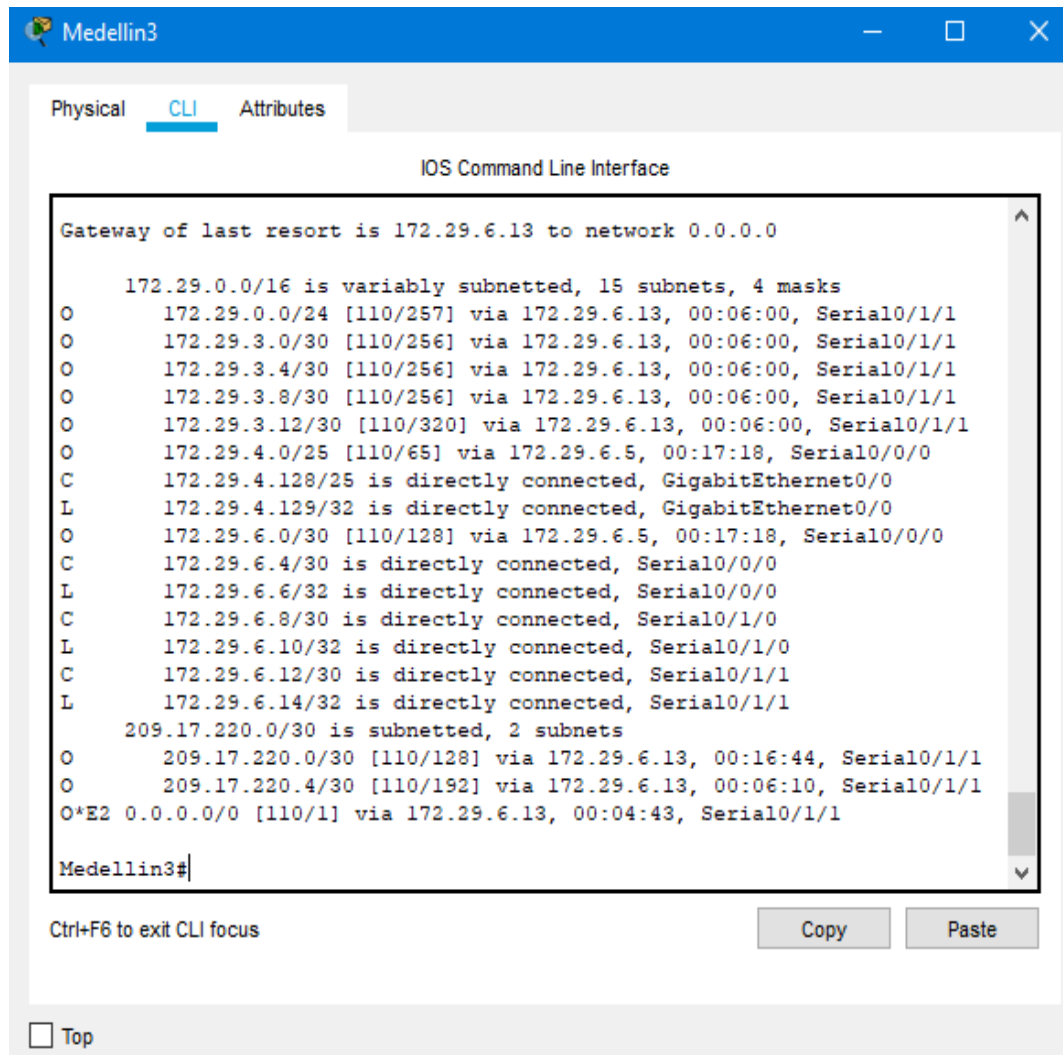 Medellin3
Physical CLI Attributes
IOS Command Line Interface
Gateway of last resort is 172.29.6.13 to network 0.0.0.0
172.29.0.0/16 is variably subnetted, 15 subnets, 4 masks
O 172.29.0.0/24 [110/257] via 172.29.6.13, 00:06:00, Serial0/1/1
O 172.29.3.0/30 [110/256] via 172.29.6.13, 00:06:00, Serial0/1/1
O 172.29.3.4/30 [110/256] via 172.29.6.13, 00:06:00, Serial0/1/1
O 172.29.3.8/30 [110/256] via 172.29.6.13, 00:06:00, Serial0/1/1
O 172.29.3.12/30 [110/320] via 172.29.6.13, 00:06:00, Serial0/1/1
O 172.29.4.0/25 [110/65] via 172.29.6.5, 00:17:18, Serial0/0/0
C 172.29.4.128/25 is directly connected, GigabitEthernet0/0
L 172.29.4.129/32 is directly connected, GigabitEthernet0/0
O 172.29.6.0/30 [110/128] via 172.29.6.5, 00:17:18, Serial0/0/0
C 172.29.6.4/30 is directly connected, Serial0/0/0
L 172.29.6.6/32 is directly connected, Serial0/0/0
C 172.29.6.8/30 is directly connected, Serial0/1/0
L 172.29.6.10/32 is directly connected, Serial0/1/0
C 172.29.6.12/30 is directly connected, Serial0/1/1
L 172.29.6.14/32 is directly connected, Serial0/1/1
209.17.220.0/30 is subnetted, 2 subnets
O 209.17.220.0/30 [110/128] via 172.29.6.13, 00:16:44, Serial0/1/1
O 209.17.220.4/30 [110/192] via 172.29.6.13, 00:06:10, Serial0/1/1
O*E2 0.0.0.0/0 [110/1] via 172.29.6.13, 00:04:43, Serial0/1/1
Medellin3#
Ctrl+F6 to exit CLI focus Copy Paste
Top